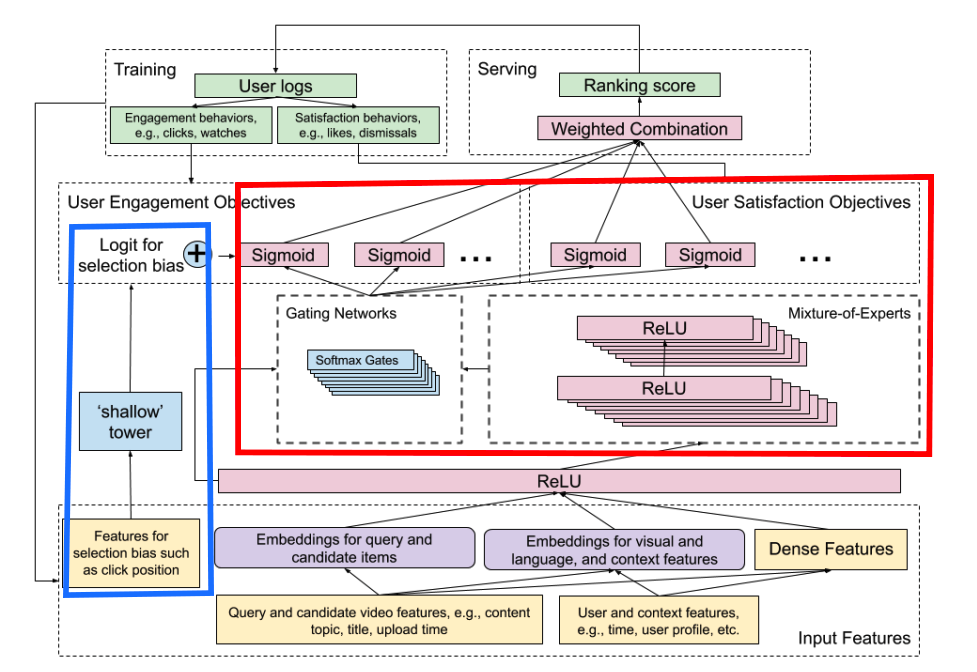 Training
User logs
Engagement behaviors,
e.g., clicks, watches
Satisfaction behaviors,
e.g., likes, dismissals
Serving
Ranking score
Weighted Combination
User Engagement Objectives
User Satisfaction Objectives
Logit for
selection bias
+
Sigmoid
Sigmoid
...
Sigmoid
Sigmoid
...
Gating Networks
Softmax Gates
Mixture-of-Experts
ReLU
ReLU
'shallow'
tower
ReLU
Features for
selection bias such
as click position
Embeddings for query and
candidate items
Embeddings for visual and
language, and context features
Dense Features
Query and candidate video features, e.g., content
topic, title, upload time
User and context features,
e.g., time, user profile, etc.
Input Features